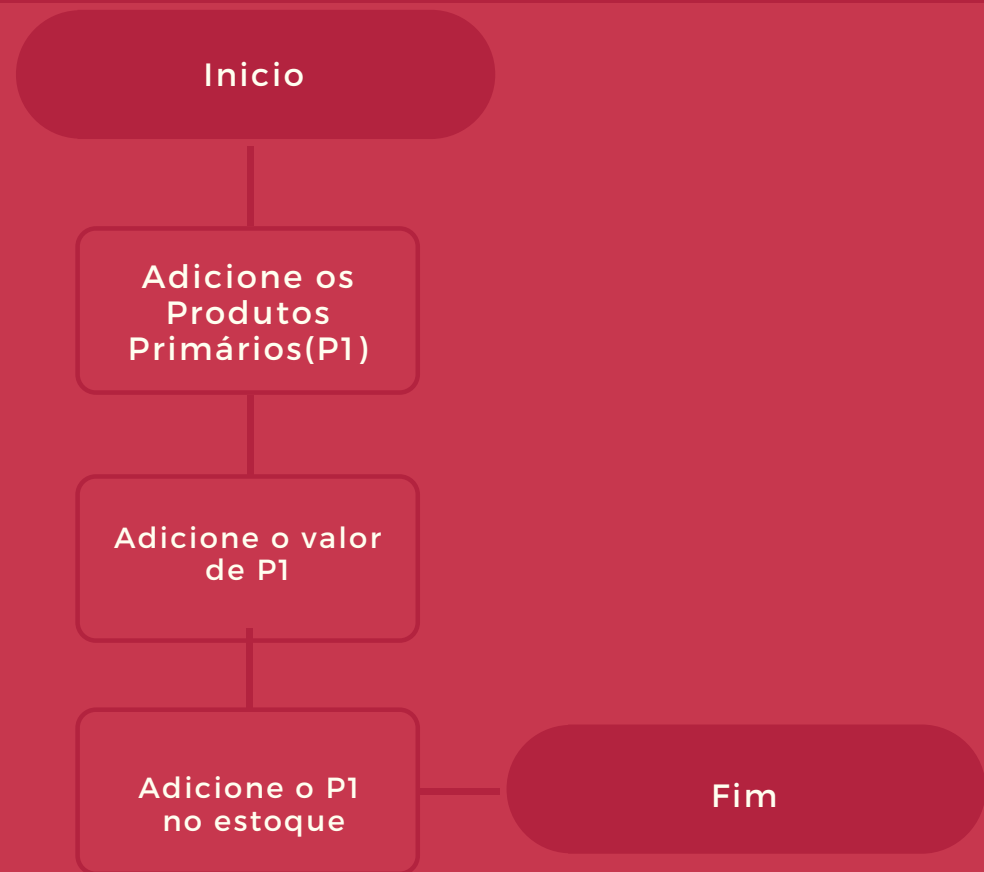 Inicio
Adicione os
Produtos
Primários(P1)
Adicione o valor
de P1
Adicione o P1
no estoque
Fim